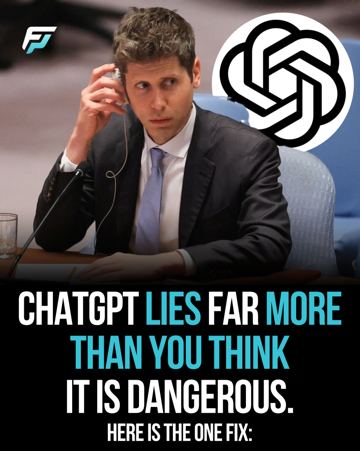 CHATGPT LIES FAR MORE
THAN YOU THINK
IT IS DANGEROUS.
HERE IS THE ONE FIX: